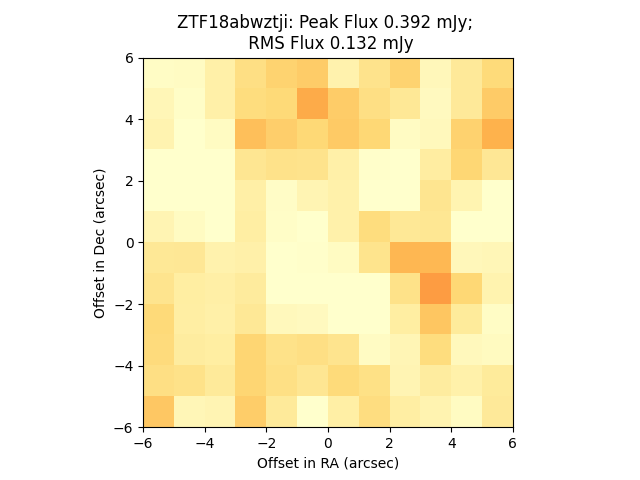 ZTF18abwztji: Peak Flux 0.392 mJy;
RMS Flux 0.132 mJy
6
4
2
0
−2
−4
−6
Offset in Dec (arcsec)
−6 −4 −2 0 2 4 6
Offset in RA (arcsec)